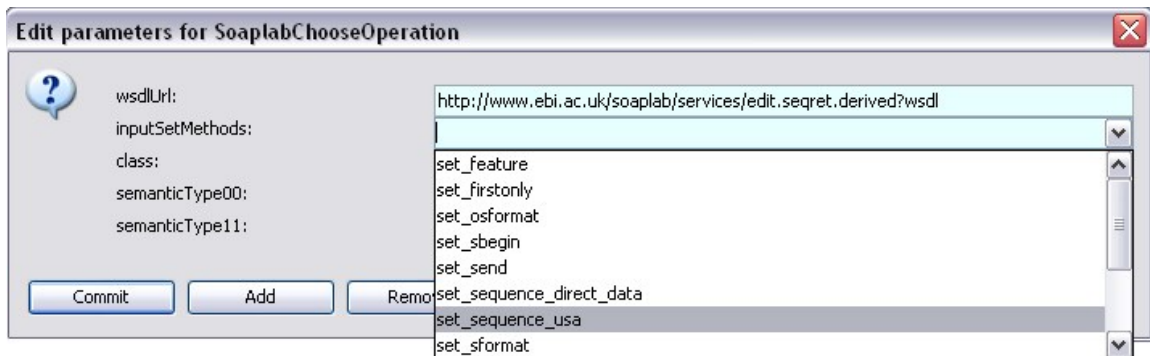 Edit parameters for SoaplabChooseOperation
wsdlUrl:
http://www.ebi.ac.uk/soaplab/services/edit.seqret.derived?wsdl
inputSetMethods:
class:
set_feature
semanticType00:
set_firstonly
semanticType11:
set_osformat
set_sbegin
set_send
Commit
Add
Remov
set_sequence_direct_data
set_sequence_usa
set_sformat